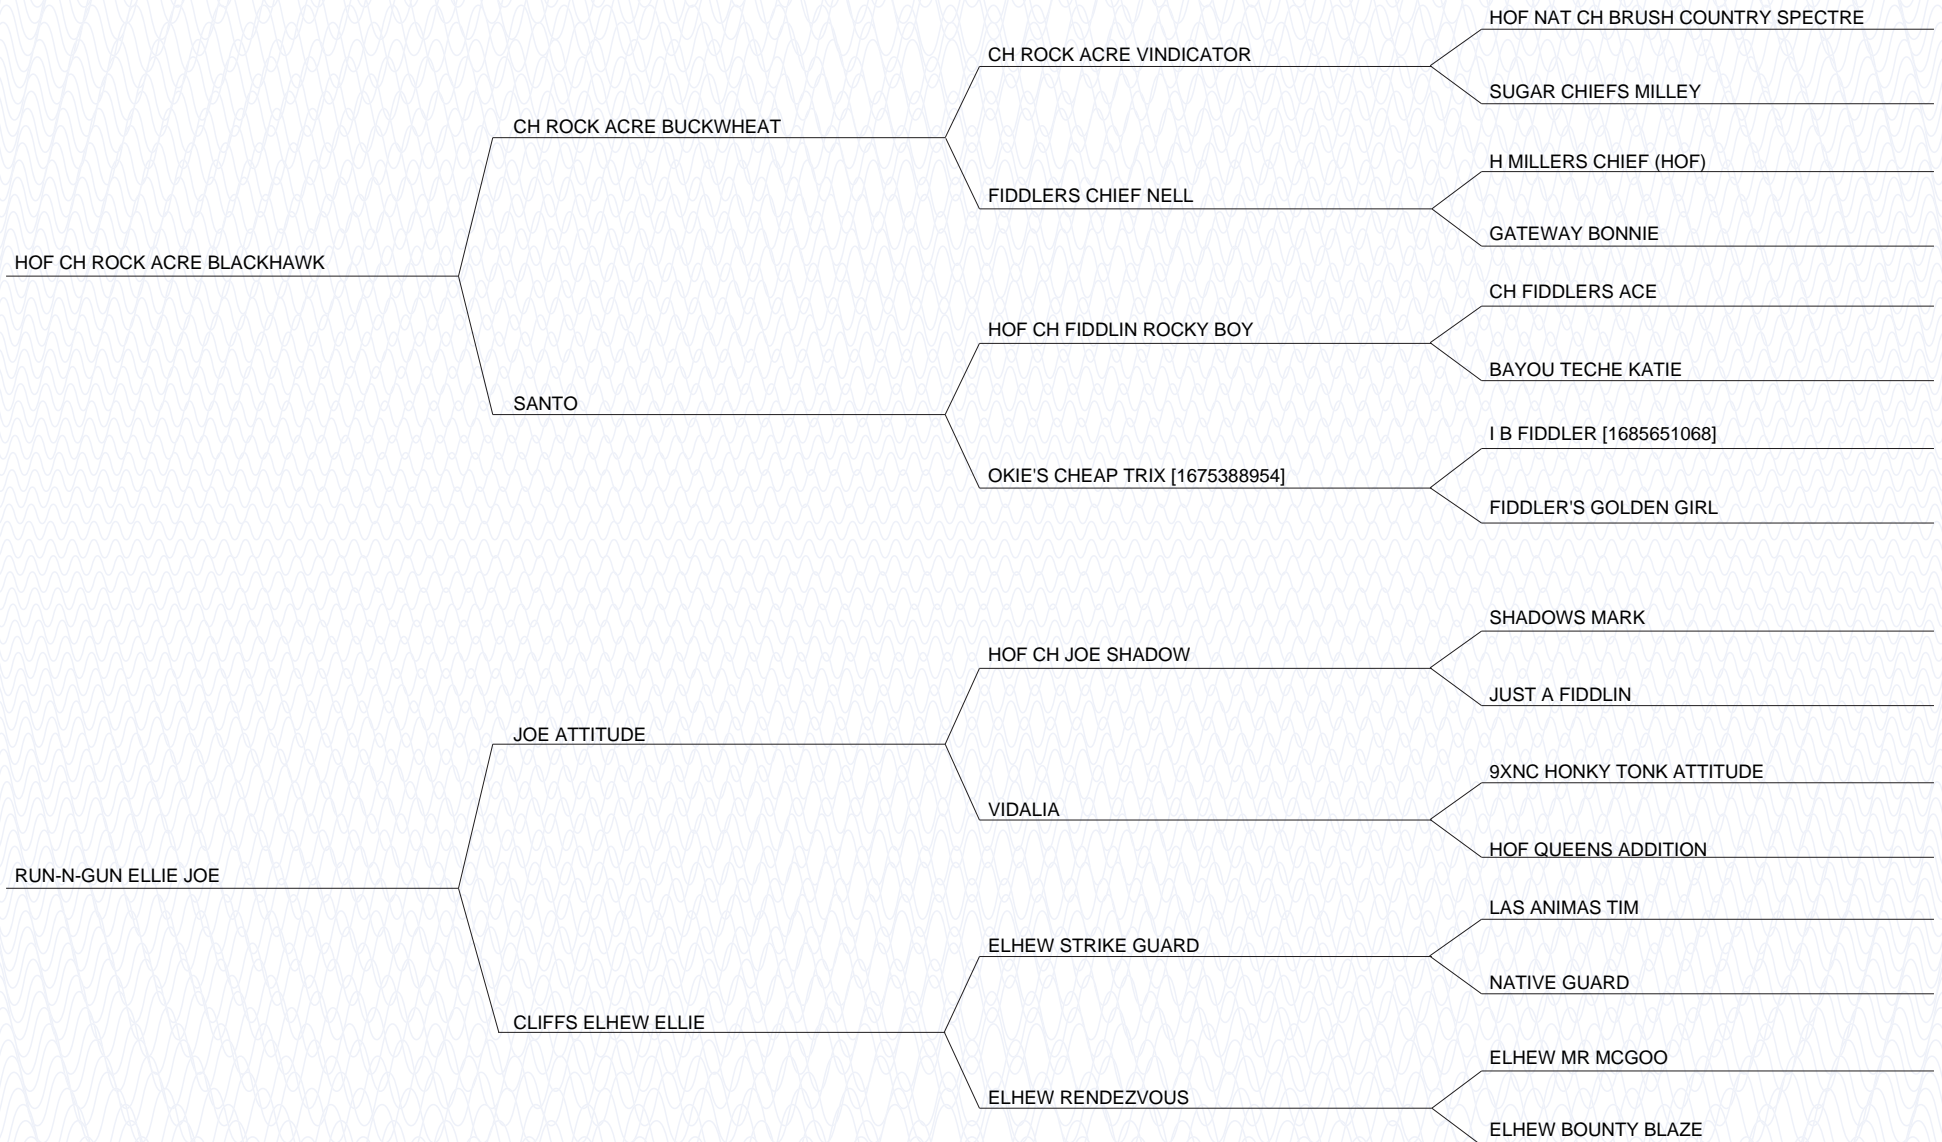 HOF NAT CH BRUSH COUNTRY SPECTRE
CH ROCK ACRE VINDICATOR
SUGAR CHIEFS MILLEY
CH ROCK ACRE BUCKWHEAT
H MILLERS CHIEF (HOF)
FIDDLERS CHIEF NELL
GATEWAY BONNIE
HOF CH ROCK ACRE BLACKHAWK
CH FIDDLERS ACE
HOF CH FIDDLIN ROCKY BOY
BAYOU TECHE KATIE
SANTO
I B FIDDLER [1685651068]
OKIE'S CHEAP TRIX [1675388954]
FIDDLER'S GOLDEN GIRL
SHADOWS MARK
HOF CH JOE SHADOW
JUST A FIDDLIN
JOE ATTITUDE
9XNC HONKY TONK ATTITUDE
VIDALIA
HOF QUEENS ADDITION
RUN-N-GUN ELLIE JOE
LAS ANIMAS TIM
ELHEW STRIKE GUARD
NATIVE GUARD
CLIFFS ELHEW ELLIE
ELHEW MR MCGOO
ELHEW RENDEZVOUS
ELHEW BOUNTY BLAZE